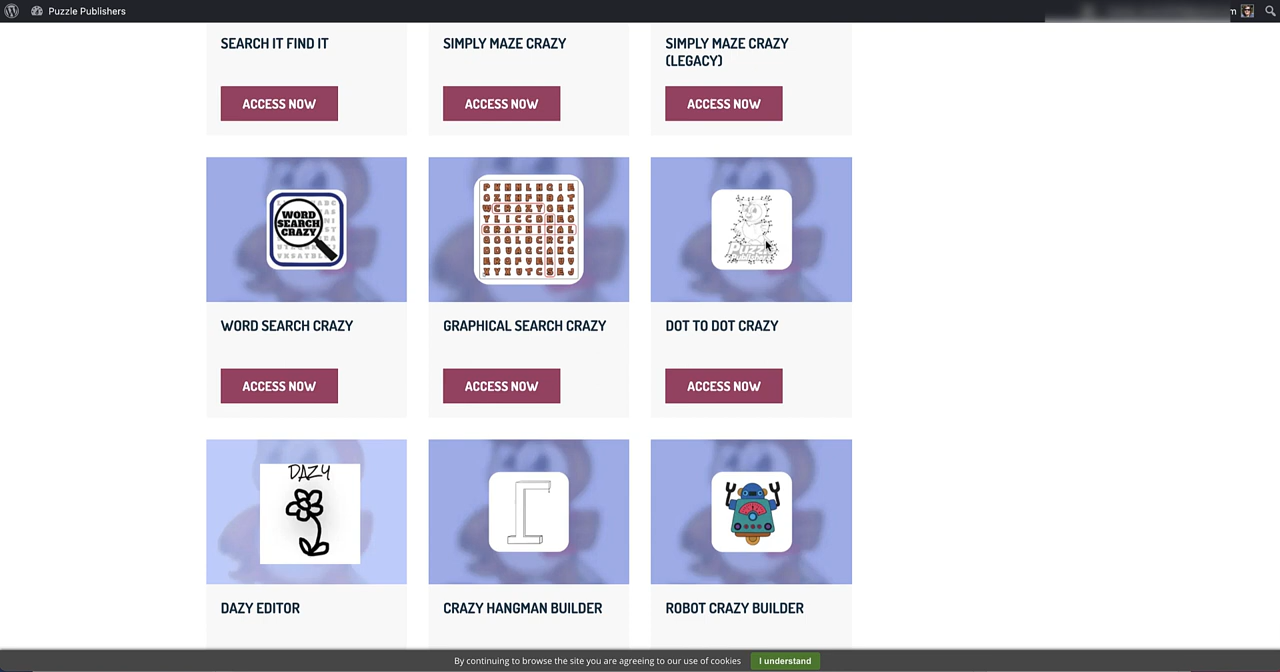 Puzzle Publishers
SEARCH IT FIND IT
SIMPLY MAZE CRAZY
SIMPLY MAZE CRAZY
(LEGACY)
ACCESS NOW
ACCESS NOW
ACCESS NOW
WORD
SEARCH
CRAZY
WORD SEARCH CRAZY
GRAPHICAL SEARCH CRAZY
DOT TO DOT CRAZY
ACCESS NOW
ACCESS NOW
ACCESS NOW
DAZY
DAZY EDITOR
CRAZY HANGMAN BUILDER
ROBOT CRAZY BUILDER
By continuing to browse the site you are agreeing to our use of cookies
I understand